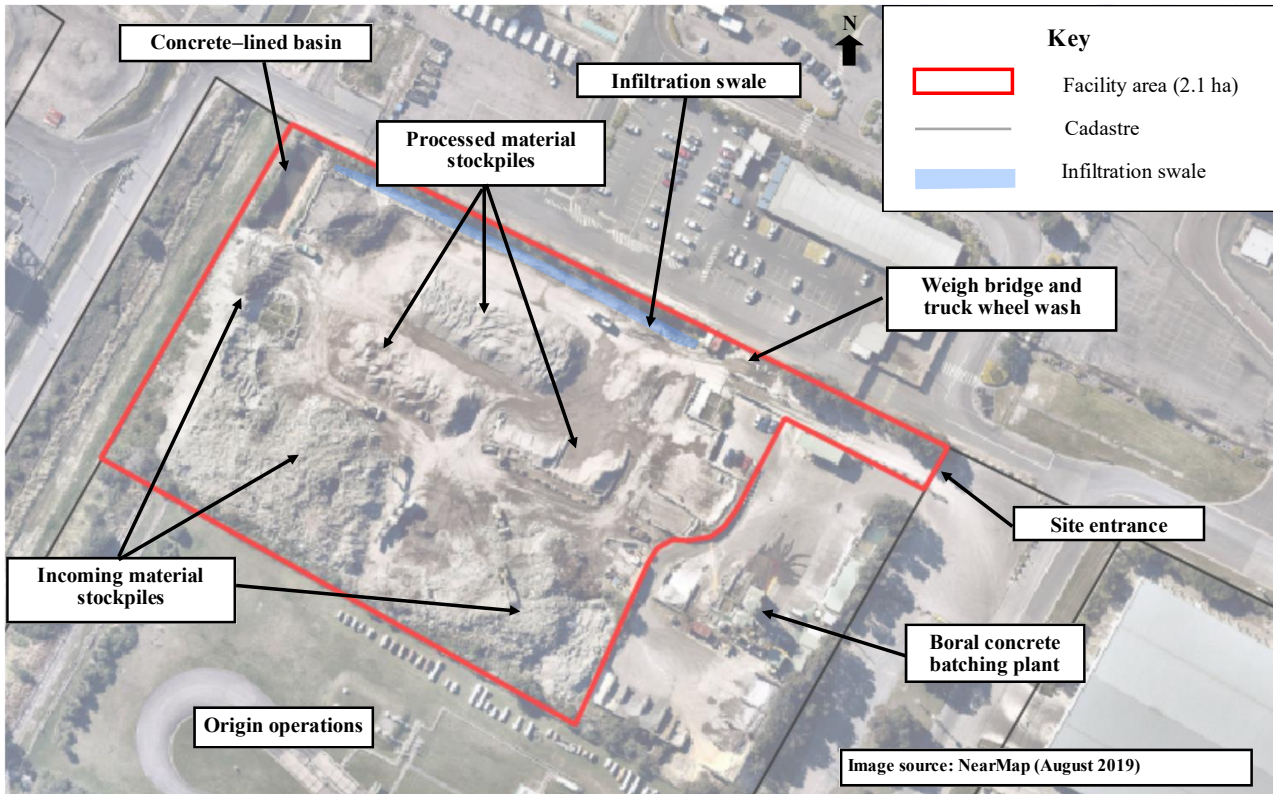 Concrete–lined basin
N
Key
Facility area (2.1 ha)
Cadastre
Infiltration swale
Infiltration swale
Processed material
stockpiles
Weigh bridge and
truck wheel wash
Site entrance
Incoming material
stockpiles
Boral concrete
batching plant
Origin operations
Image source: NearMap (August 2019)